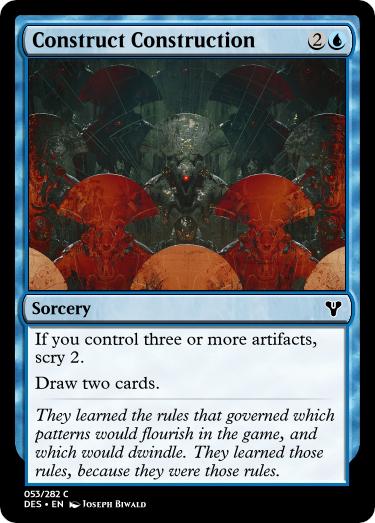 Construct Construction 2
Sorcery
If you control three or more artifacts,
scry 2.
Draw two cards.
They learned the rules that governed which
patterns would flourish in the game, and
which would dwindle. They learned those
rules, because they were those rules.
053/282 C
DES • EN Joseph Biwald